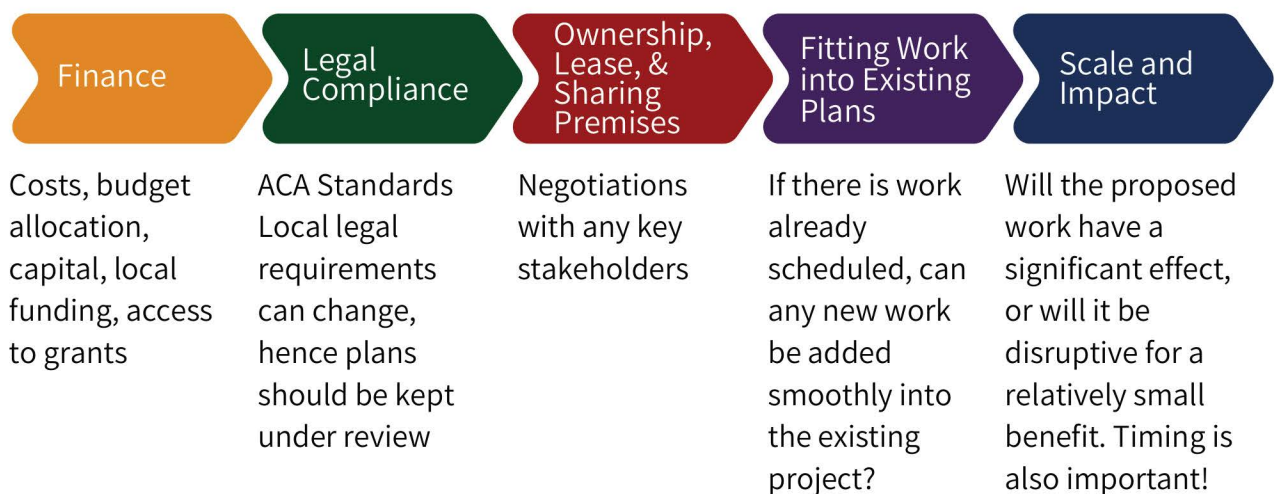 Finance
Costs, budget
allocation,
capital, local
funding, access
to grants
Legal
Compliance
ACA Standards
Local legal
requirements
can change,
hence plans
should be kept
under review
Ownership,
Lease, &
Sharing
Premises
Negotiations
with any key
stakeholders
Fitting Work
into Existing
Plans
If there is work
already
scheduled, can
any new work
be added
smoothly into
the existing
project?
Scale and
Impact
Will the proposed
work have a
significant effect,
or will it be
disruptive for a
relatively small
benefit. Timing is
also important!